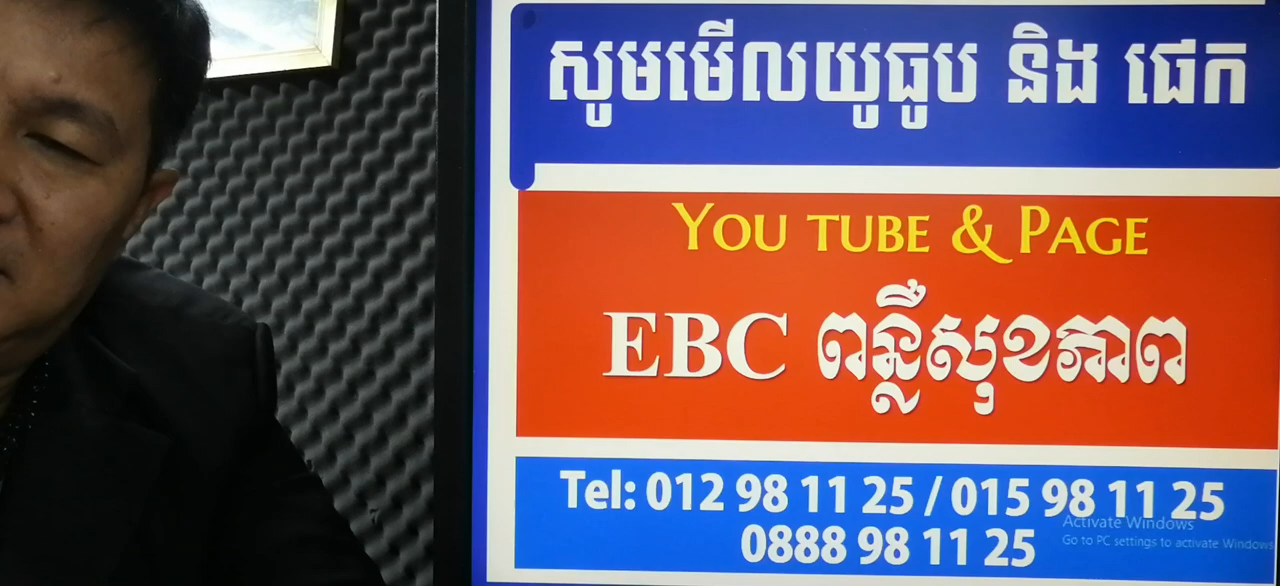 សូមមើលយូធូប និង ផេក
YOU TUBE & PAGE
EBC ពន្លឺសុខភាព
Tel: 012 98 11 25 / 015 98 11 25
0888 98 11 25
Activate Windows
Go to PC settings to activate Windows